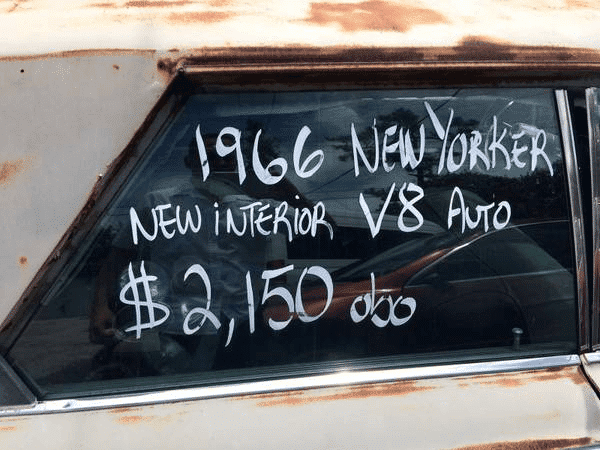 1966 NEW YORKER
NEW iNTERiOR V8 AUTO
$2,150 obo